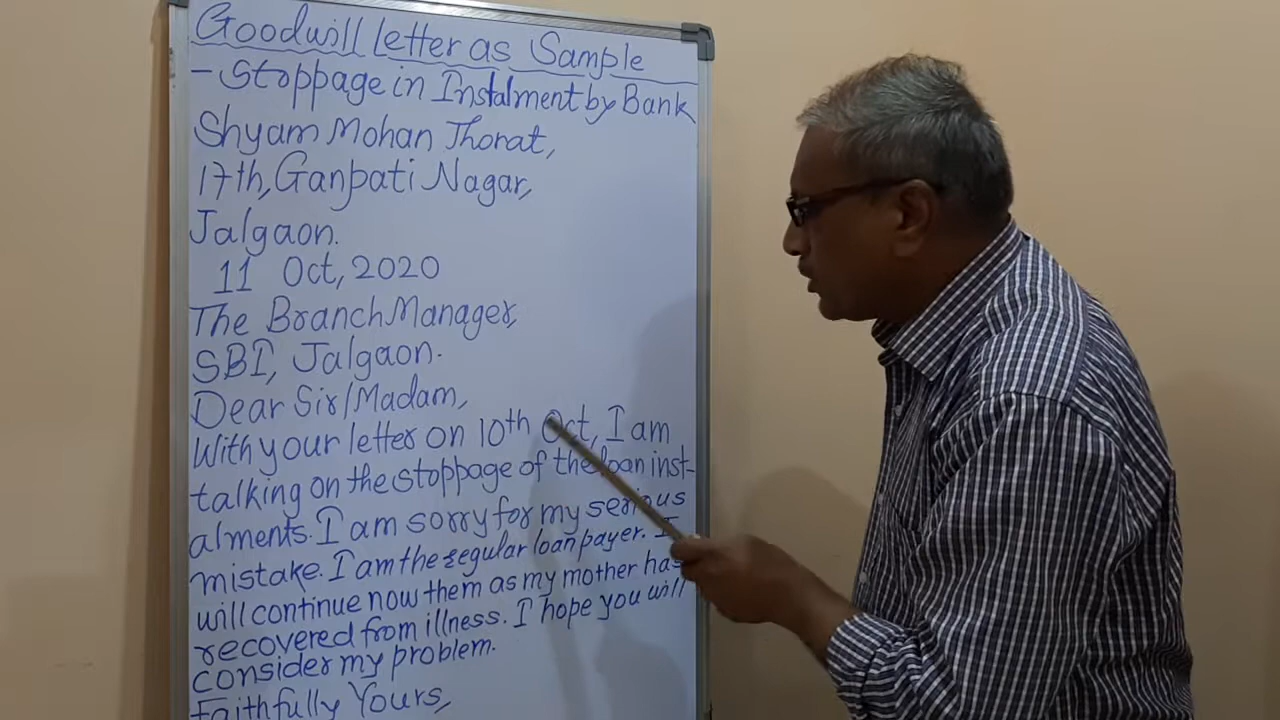 Goodwill Letter as Sample
- Stoppage in Instalment by Bank
Shyam Mohan Thorat,
17th, Ganpati Nagar,
Jalgaon.
11 Oct, 2020
The Branch Manager,
SBI, Jalgaon.
Dear Sir/Madam,
With your letter on 10th Oct, I am
talking on the stoppage of the loan inst-
alments. I am sorry for my serious
mistake. I am the regular loan payer. I
will continue now them as my mother has
recovered from illness. I hope you will
consider my problem.
Faithfully Yours,